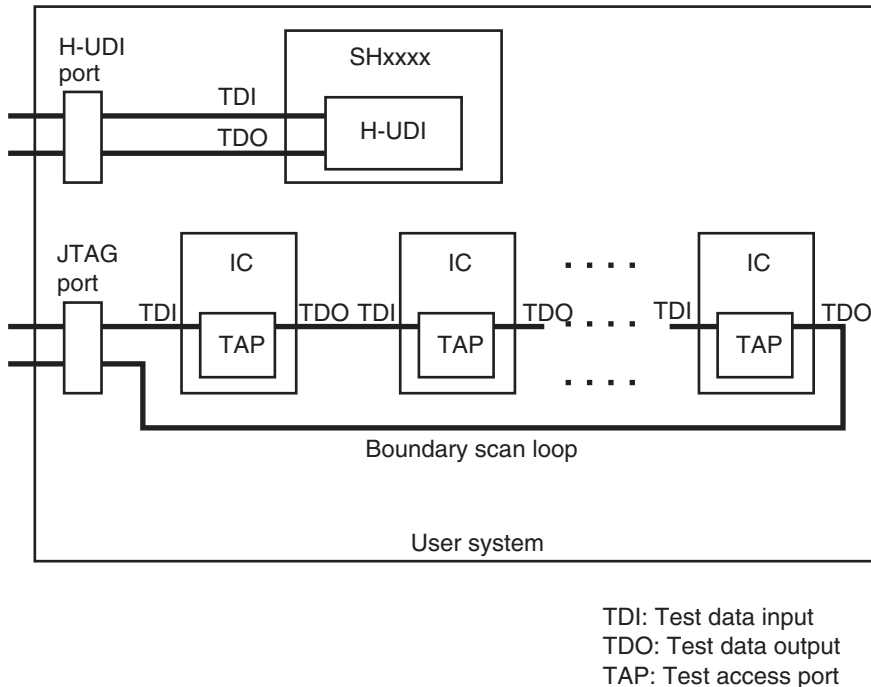 H-UDI
port
SHxxxx
TDI
H-UDI
TDO
JTAG
port
IC
IC
IC
TDI
TDO
TDI
TDO
TDI
TDO
TAP
TAP
TAP
Boundary scan loop
User system
TDI: Test data input
TDO: Test data output
TAP: Test access port